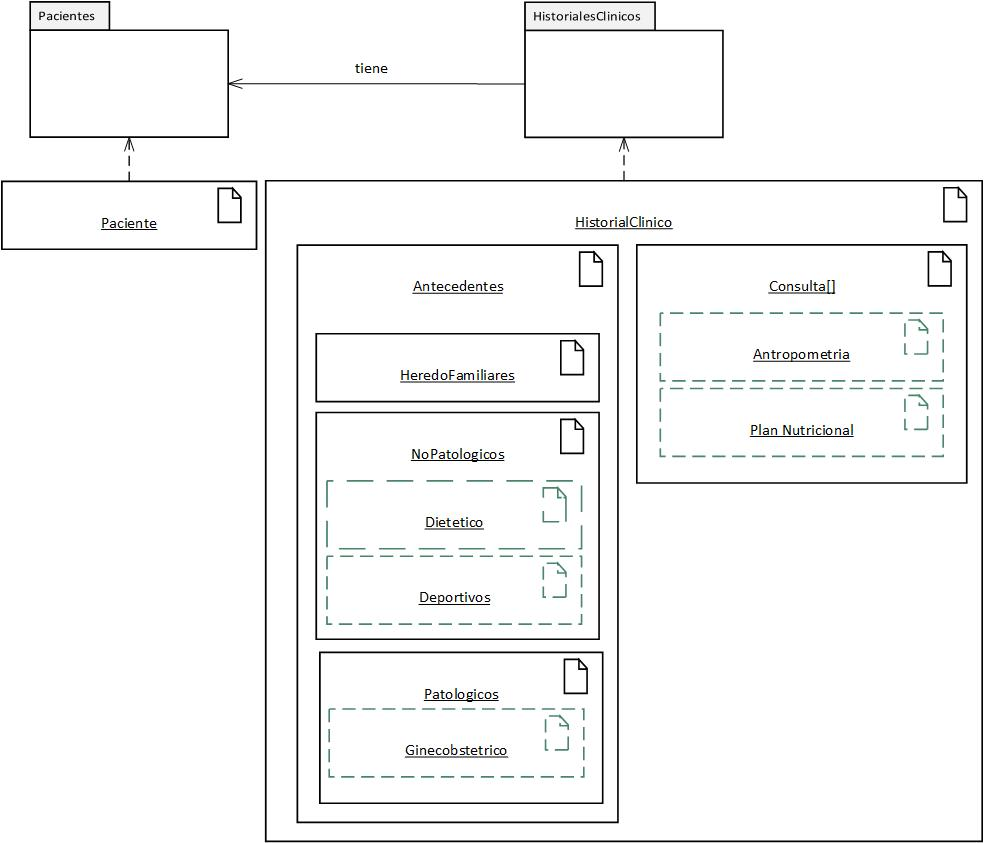 Pacientes
HistorialesClinicos
tiene
Paciente
HistorialClinico
Antecedentes
Consulta[]
HeredoFamiliares
Antropometria
NoPatologicos
Plan Nutricional
Dietetico
Deportivos
Patologicos
Ginecobstetrico